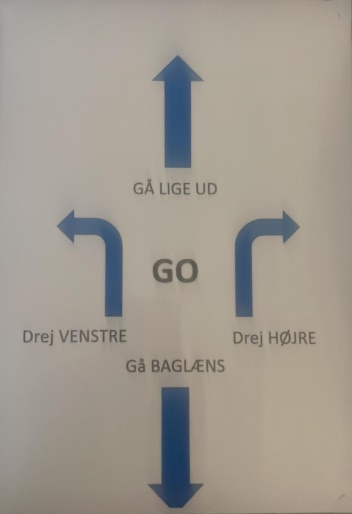 GÅ LIGE UD
GO
Drej VENSTRE
Drej HØJRE
Gå BAGLÆNS